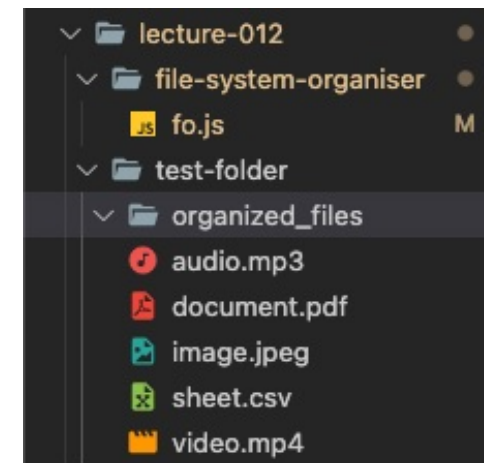 lecture-012
file-system-organiser
JS fo.js M
test-folder
organized_files
audio.mp3
document.pdf
image.jpeg
sheet.csv
video.mp4